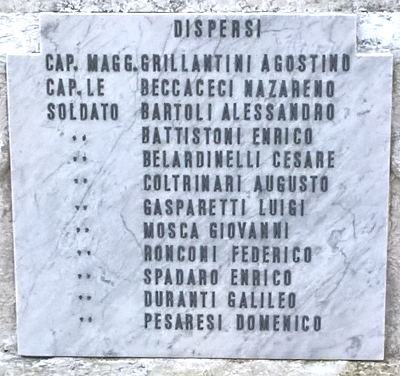 DISPERSI
CAP. MAGG. GRILLANTINI AGOSTINO
CAP.LE BECCACECI NAZARENO
SOLDATO BARTOLI ALESSANDRO
" BATTISTONI ENRICO
" BELARDINELLI CESARE
" COLTRINARI AUGUSTO
" GASPARETTI LUIGI
" MOSCA GIOVANNI
" RONCONI FEDERICO
" SPADARO ENRICO
" DURANTI GALILEO
" PESARESI DOMENICO